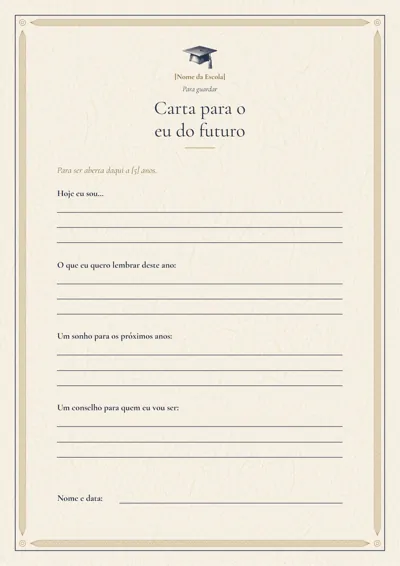 [Nome da Escola]
Para guardar
Carta para o
eu do futuro
Para ser aberta daqui a [5] anos.
Hoje eu sou...
O que eu quero lembrar deste ano:
Um sonho para os próximos anos:
Um conselho para quem eu vou ser:
Nome e data: